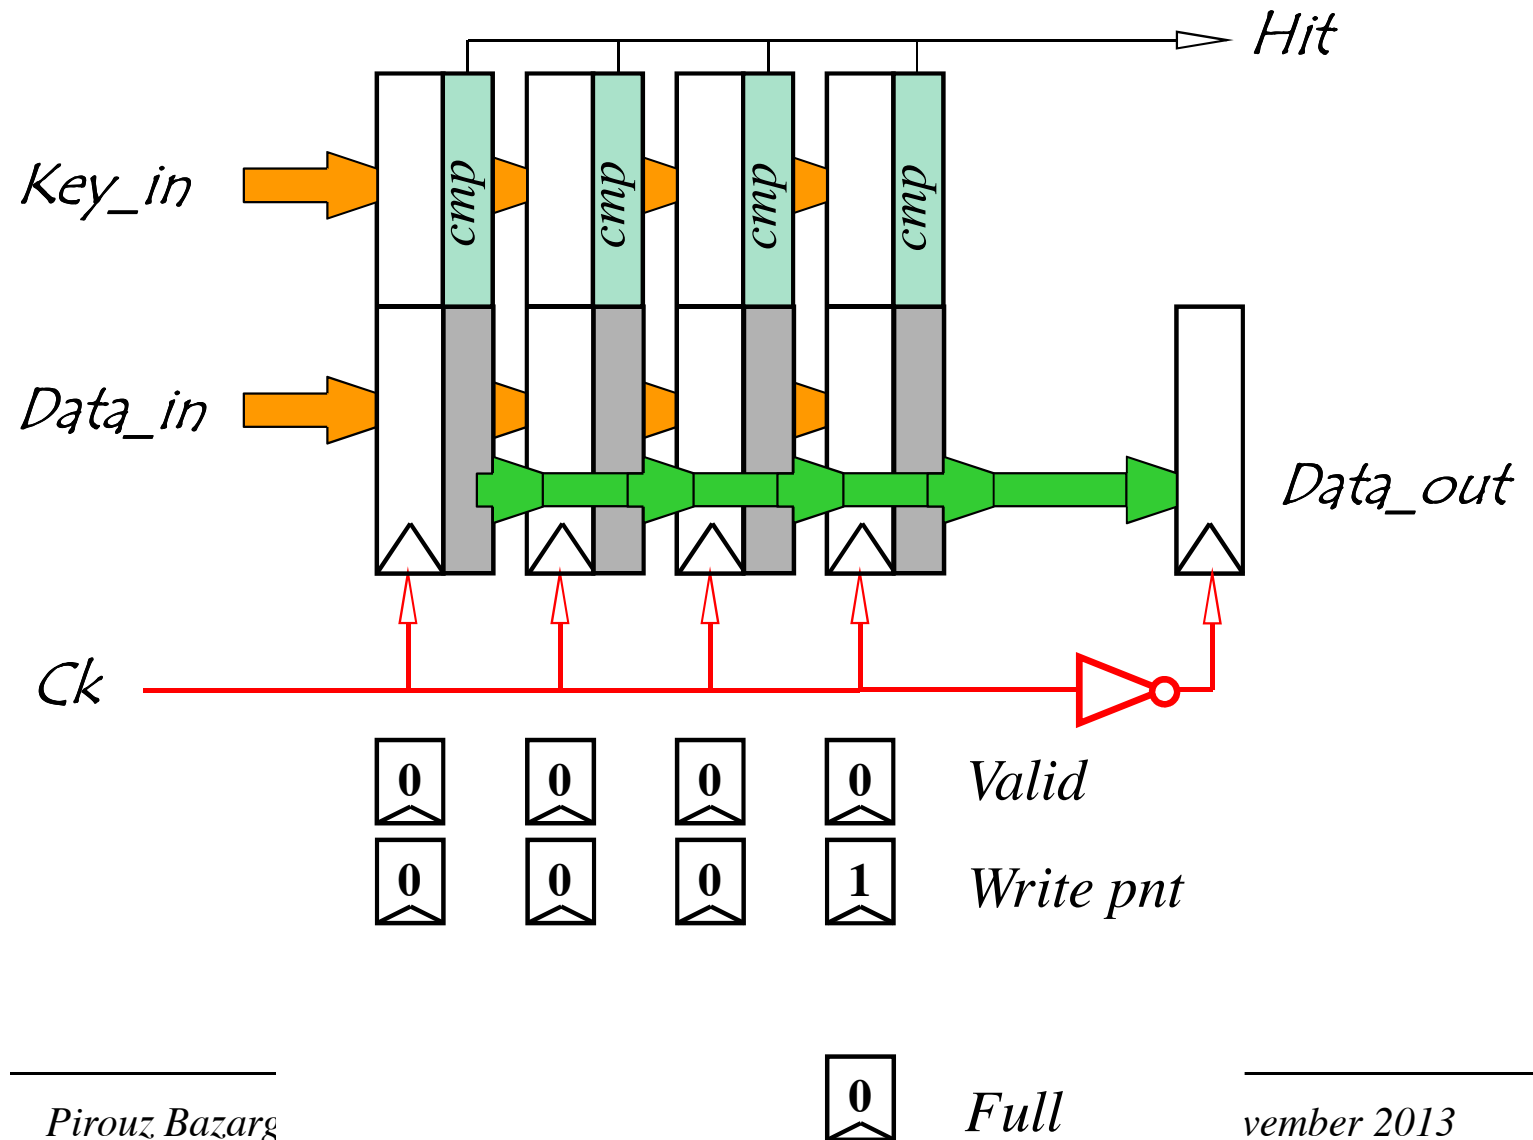 Hit
Key_in
cmp cmp cmp cmp
Data_in
Data_out
Ck
0 0 0 0 Valid
0 0 0 1 Write pnt
0 Full
Pirouz Bazarg
vember 2013